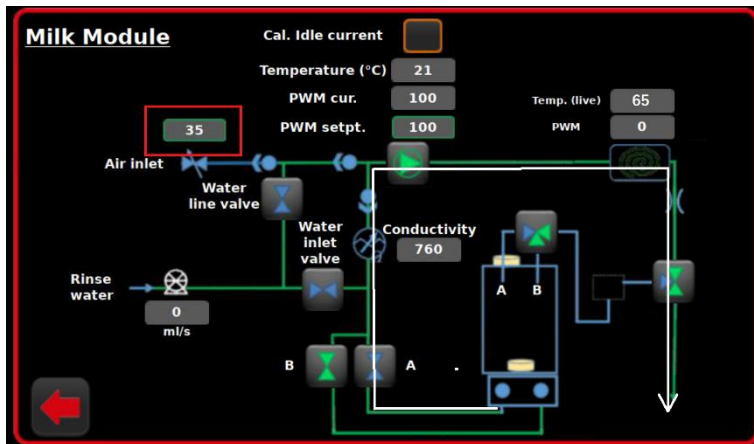 Milk Module
Cal. Idle current
Temperature (°C) 21
PWM cur. 100
PWM setpt. 100
Temp. (live) 65
PWM 0
35
Air inlet
Water
line valve
Water
inlet
valve
Conductivity
760
Rinse
water
0
ml/s
A B
B A